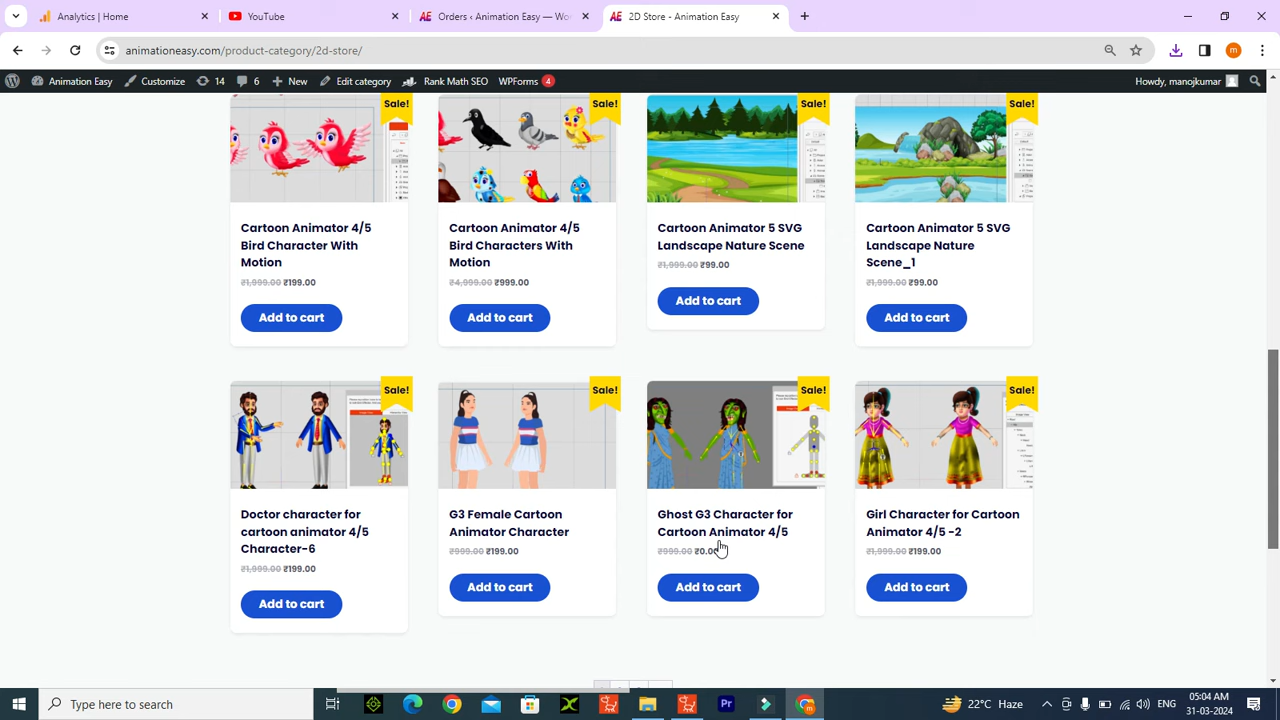 Analytics | Home
YouTube
Orders ‹ Animation Easy — Wo
2D Store - Animation Easy
animationeasy.com/product-category/2d-store/
m
Animation Easy
Customize
14
6
New
Edit category
Rank Math SEO
WPForms 4
Howdy, manojkumar
Sale!
Sale!
Sale!
Sale!
Cartoon Animator 4/5
Bird Character With
Motion
₹1,999.00 ₹199.00
Add to cart
Cartoon Animator 4/5
Bird Characters With
Motion
₹4,999.00 ₹999.00
Add to cart
Cartoon Animator 5 SVG
Landscape Nature Scene
₹1,999.00 ₹99.00
Add to cart
Cartoon Animator 5 SVG
Landscape Nature
Scene_1
₹1,999.00 ₹99.00
Add to cart
Sale!
Sale!
Sale!
Sale!
Doctor character for
cartoon animator 4/5
Character-6
₹1,999.00 ₹199.00
Add to cart
G3 Female Cartoon
Animator Character
₹999.00 ₹199.00
Add to cart
Ghost G3 Character for
Cartoon Animator 4/5
₹999.00 ₹0.00
Add to cart
Girl Character for Cartoon
Animator 4/5 -2
₹1,999.00 ₹199.00
Add to cart
Type here to search
Pr
m
22°C Haze
ENG
05:04 AM
31-03-2024